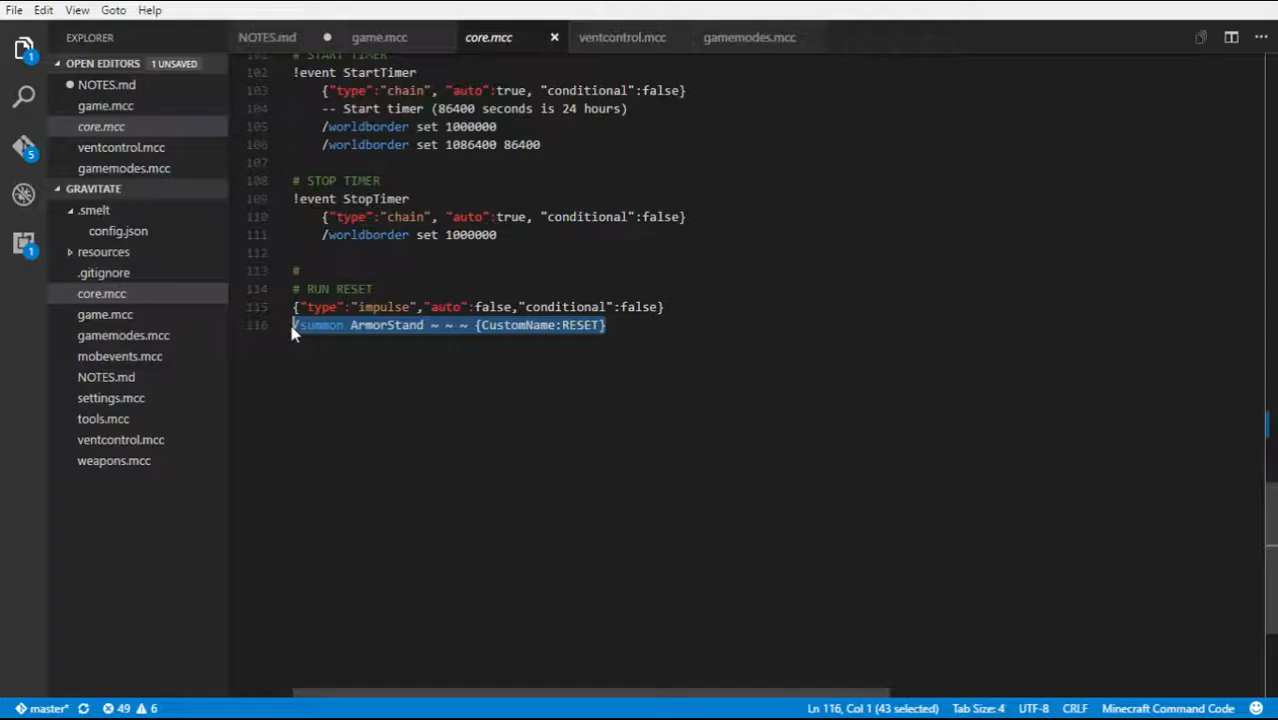 File Edit View Goto Help
EXPLORER
NOTES.md game.mcc core.mcc ventcontrol.mcc gamemodes.mcc
OPEN EDITORS 1 UNSAVED
NOTES.md
game.mcc
core.mcc
ventcontrol.mcc
gamemodes.mcc
GRAVITATE
.smelt
config.json
resources
.gitignore
core.mcc
game.mcc
gamemodes.mcc
mobevents.mcc
NOTES.md
settings.mcc
tools.mcc
ventcontrol.mcc
weapons.mcc
1
5
1
101 # START TIMER
102 !event StartTimer
103 {"type":"chain", "auto":true, "conditional":false}
104 -- Start timer (86400 seconds is 24 hours)
105 /worldborder set 1000000
106 /worldborder set 1086400 86400
107
108 # STOP TIMER
109 !event StopTimer
110 {"type":"chain", "auto":true, "conditional":false}
111 /worldborder set 1000000
112
113 #
114 # RUN RESET
115 {"type":"impulse","auto":false,"conditional":false}
116 /summon ArmorStand ~ ~ ~ {CustomName:RESET}
master* 49 6 Ln 116, Col 1 (43 selected) Tab Size: 4 UTF-8 CRLF Minecraft Command Code